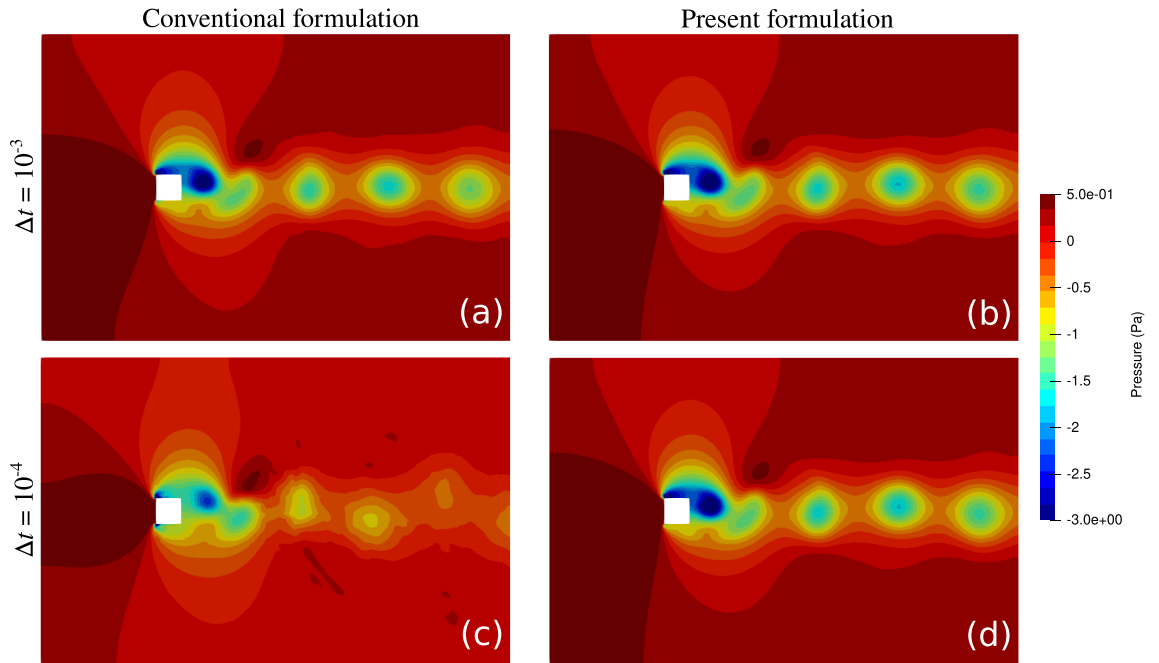 Conventional formulation
Present formulation
Δt = 10⁻³
(a)
(b)
Δt = 10⁻⁴
(c)
(d)
5.0e-01
0
-0.5
-1
-1.5
-2
-2.5
-3.0e+00
Pressure (Pa)